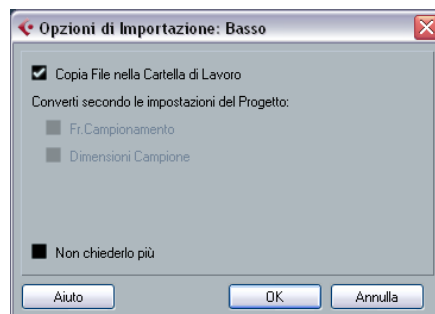 Opzioni di Importazione: Basso
Copia File nella Cartella di Lavoro
Converti secondo le impostazioni del Progetto:
Fr.Campionamento
Dimensioni Campione
Non chiederlo più
Aiuto
OK
Annulla